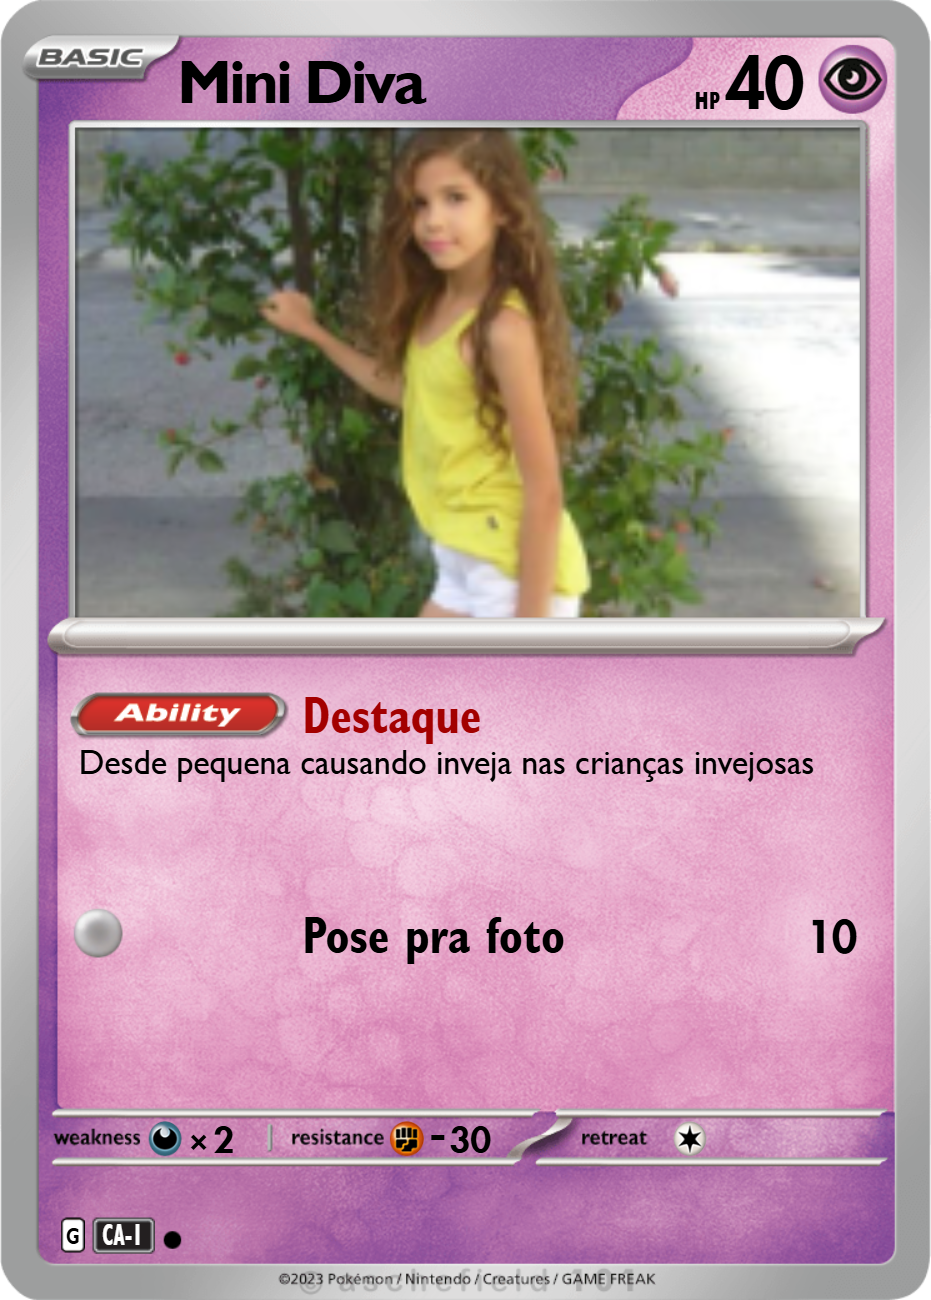 BASIC
Mini Diva
HP 40
Ability Destaque
Desde pequena causando inveja nas crianças invejosas
Pose pra foto 10
weakness ×2 resistance -30 retreat
G CA-I
©2023 Pokémon / Nintendo / Creatures / GAME FREAK